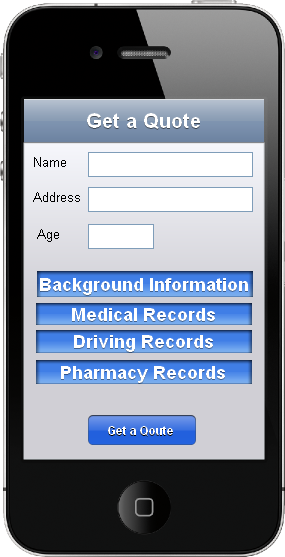 Get a Quote
Name
Address
Age
Background Information
Medical Records
Driving Records
Pharmacy Records
Get a Qoute